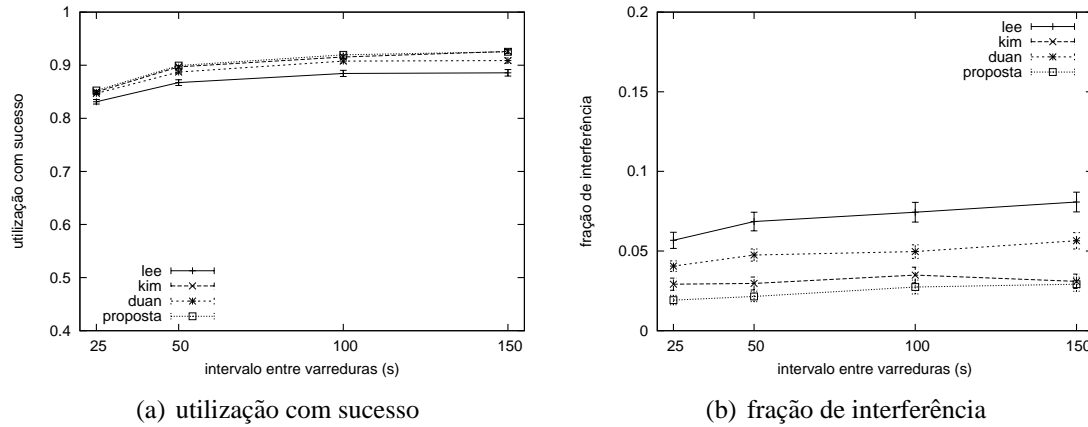 1
0.9
0.8
0.7
0.6
0.5
0.4
utilização com sucesso
lee
kim
duan
proposta
25 50 100 150
intervalo entre varreduras (s)
(a) utilização com sucesso
0.2
0.15
0.1
0.05
0
fração de interferência
lee
kim
duan
proposta
25 50 100 150
intervalo entre varreduras (s)
(b) fração de interferência